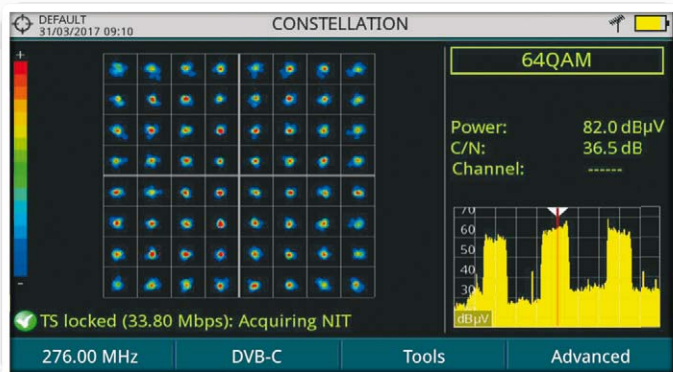 DEFAULT
31/03/2017 09:10
CONSTELLATION
+
-
64QAM
Power: 82.0 dBµV
C/N: 36.5 dB
Channel: ------
70
60
50
40
30
dBµV
TS locked (33.80 Mbps): Acquiring NIT
276.00 MHz DVB-C Tools Advanced